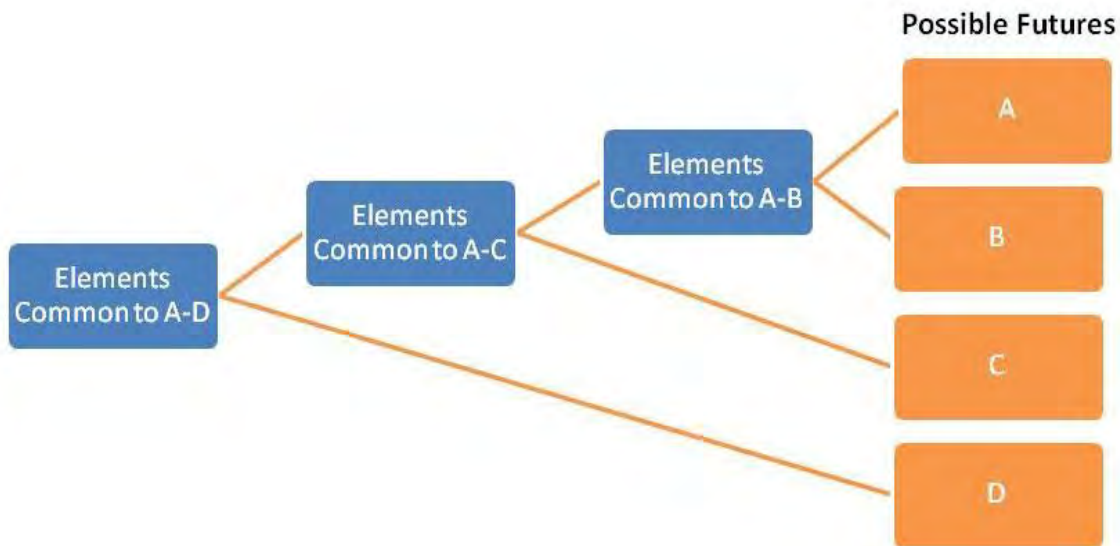 Possible Futures
A
Elements
Common to A-B
Elements
Common to A-C
B
Elements
Common to A-D
C
D